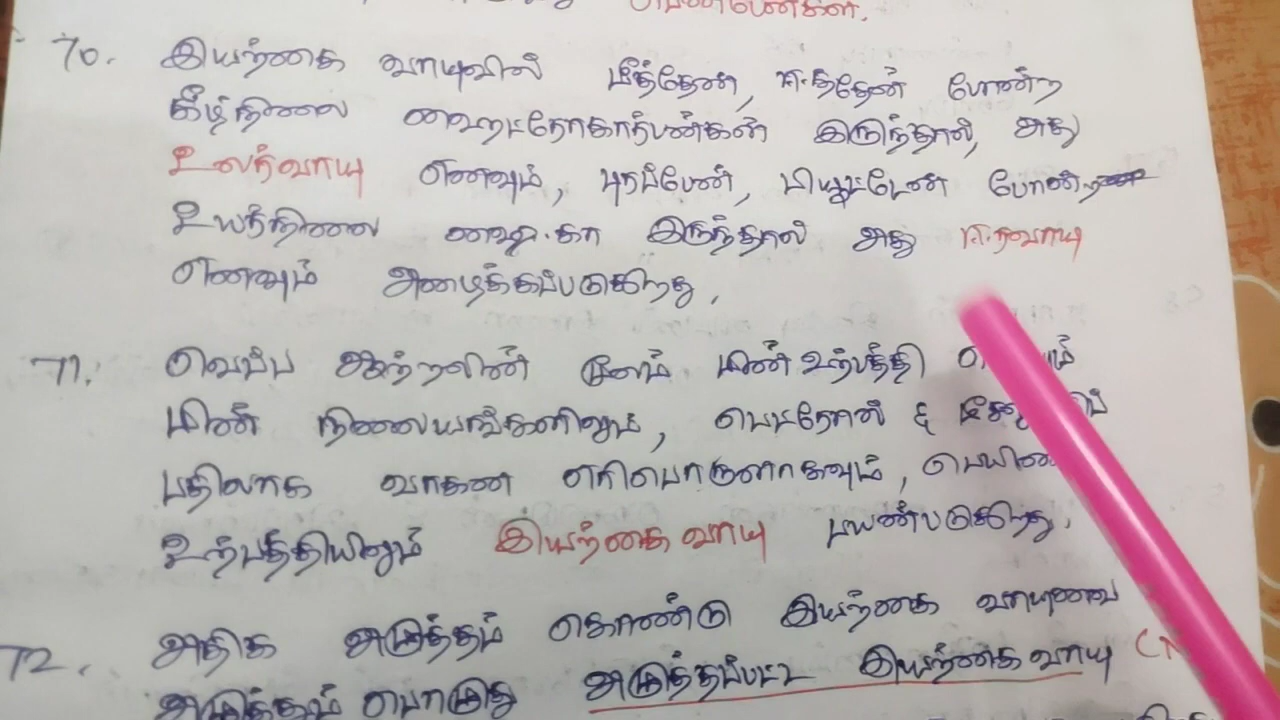 70. இயற்கை வாயுவில் மீத்தேன், ஈத்தேன் போன்ற
கீழ்நிலை ஹைட்ரோகார்பன்கள் இருந்தால், அது
உலர்வாயு எனவும், புரப்பேன், பியூட்டேன் போன்ற
உயர்நிலை ஹை.கா இருந்தால் அது ஈரவாயு
எனவும் அழைக்கப்படுகிறது.
71. வெப்ப ஆற்றலின் மூலம் மின் உற்பத்தி
மின் நிலையங்களிலும், பெட்ரோல் &
பதிலாக வாகன எரிபொருளாகவும்,
உற்பத்தியிலும் இயற்கை வாயு பயன்படுகிறது.
72. அதிக அழுத்தம் கொண்டு இயற்கை வாயுவை
அழுத்தும் பொழுது அழுத்தப்பட்ட இயற்கை வாயு